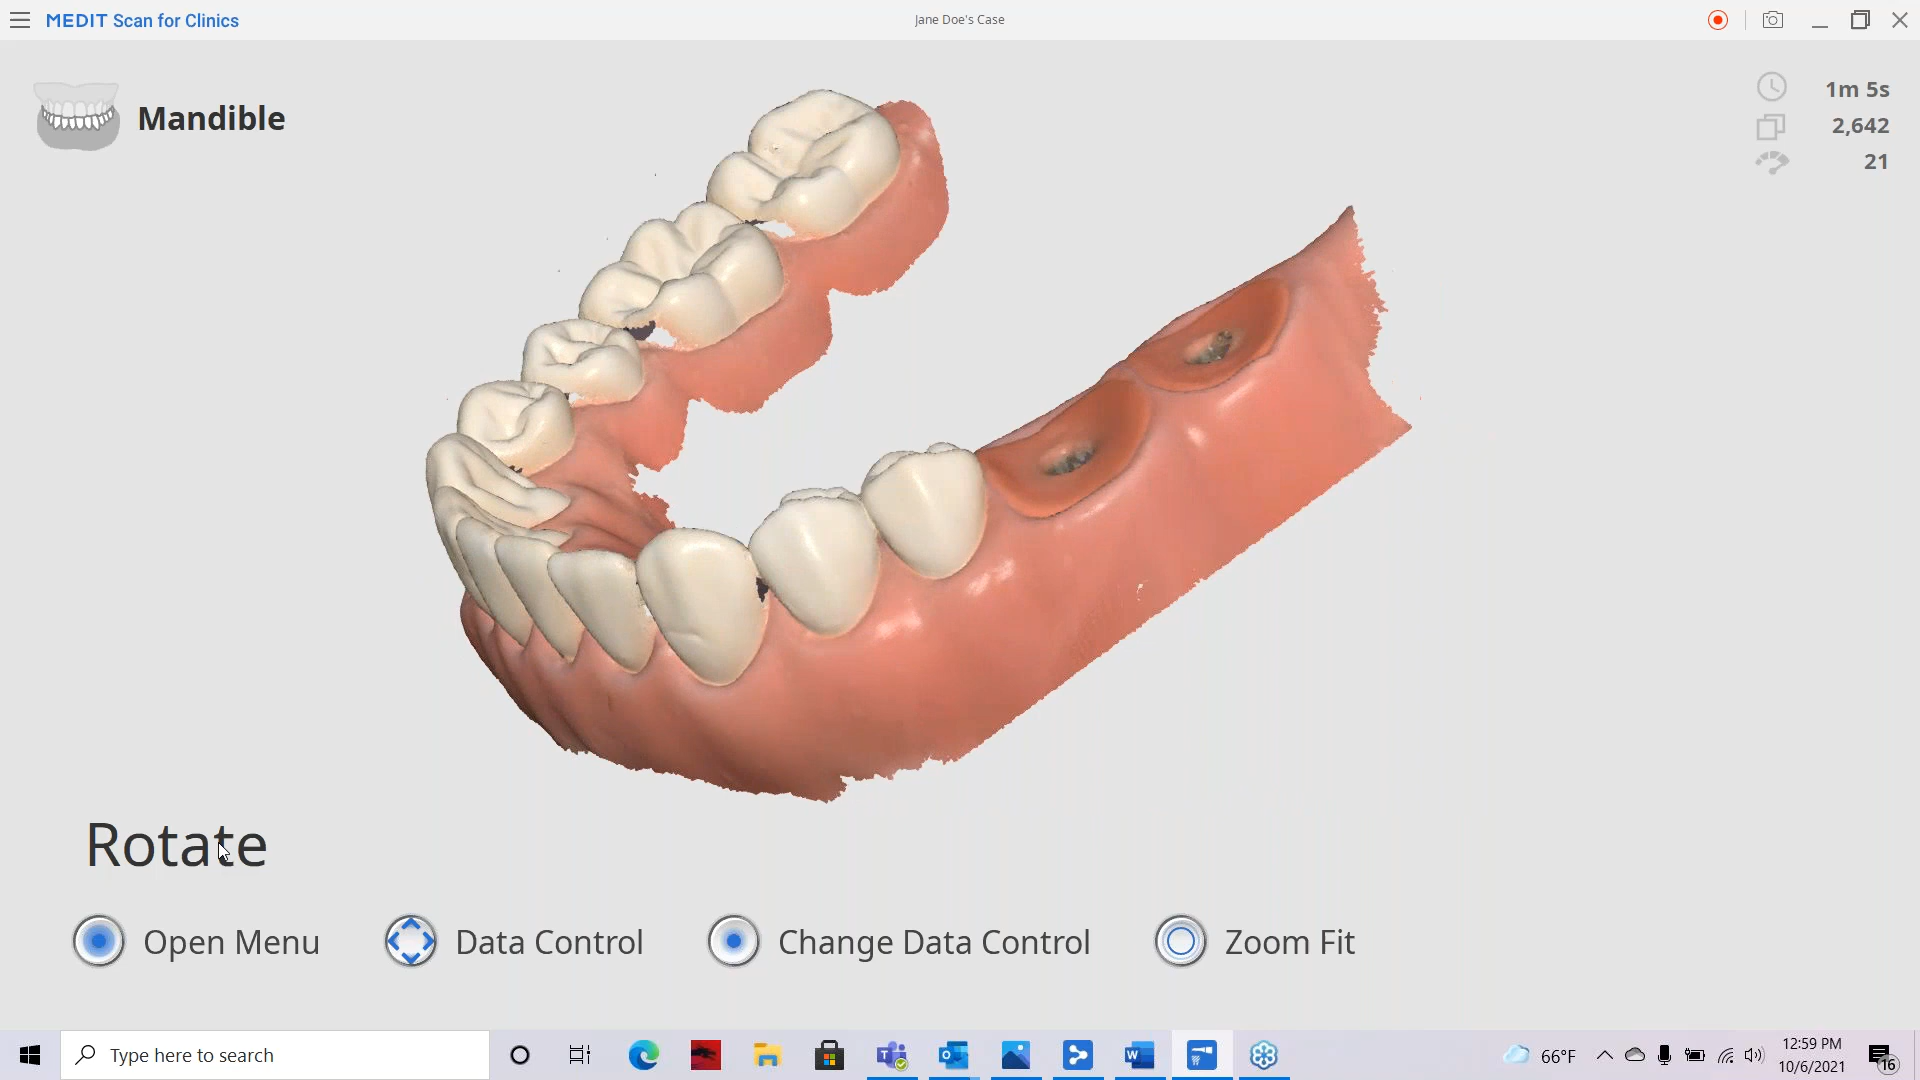 MEDIT Scan for Clinics
Jane Doe's Case
Mandible
1m 5s
2,642
21
Rotate
Open Menu
Data Control
Change Data Control
Zoom Fit
Type here to search
66°F
12:59 PM
10/6/2021
16